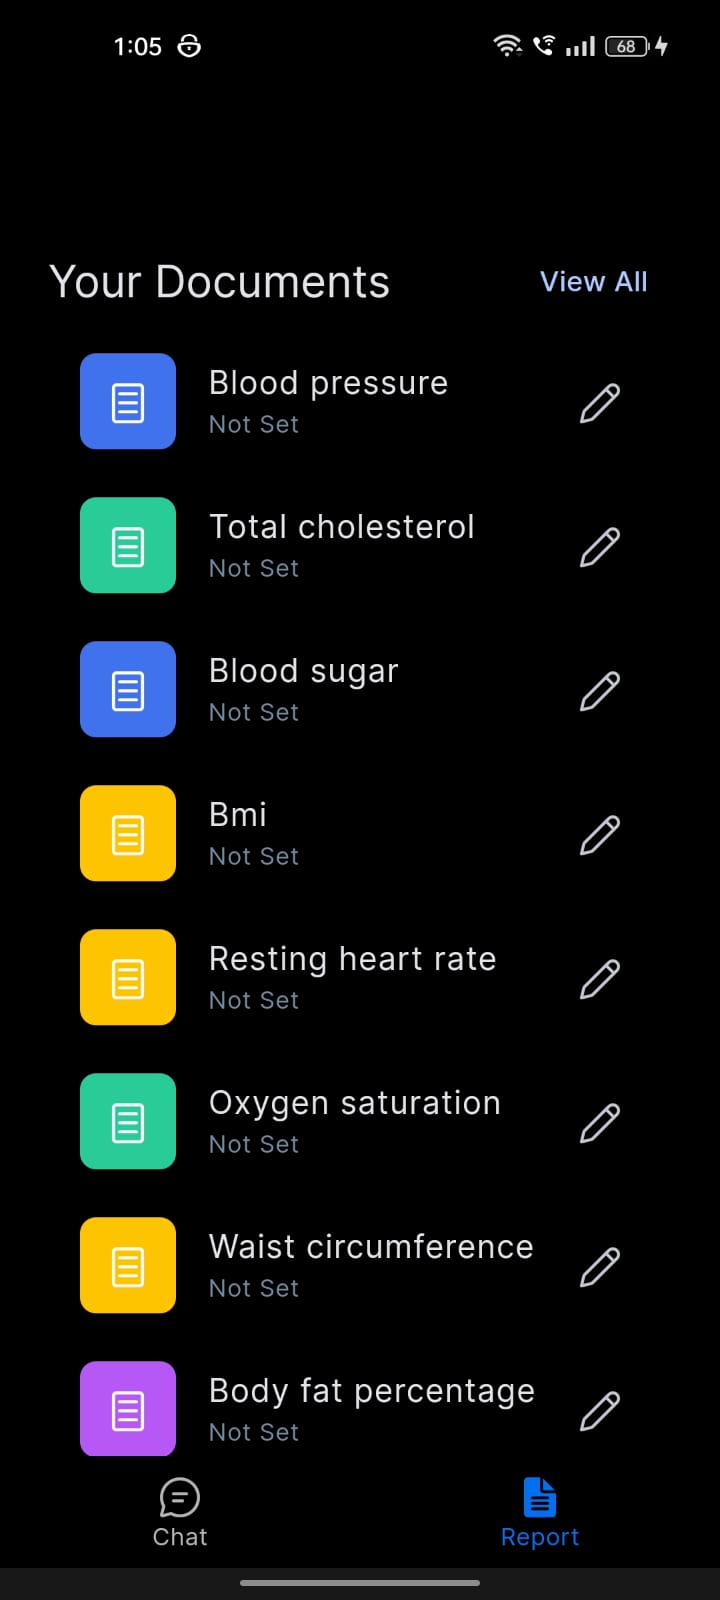 1:05
68
Your Documents
View All
Blood pressure
Not Set
Total cholesterol
Not Set
Blood sugar
Not Set
Bmi
Not Set
Resting heart rate
Not Set
Oxygen saturation
Not Set
Waist circumference
Not Set
Body fat percentage
Not Set
Chat
Report